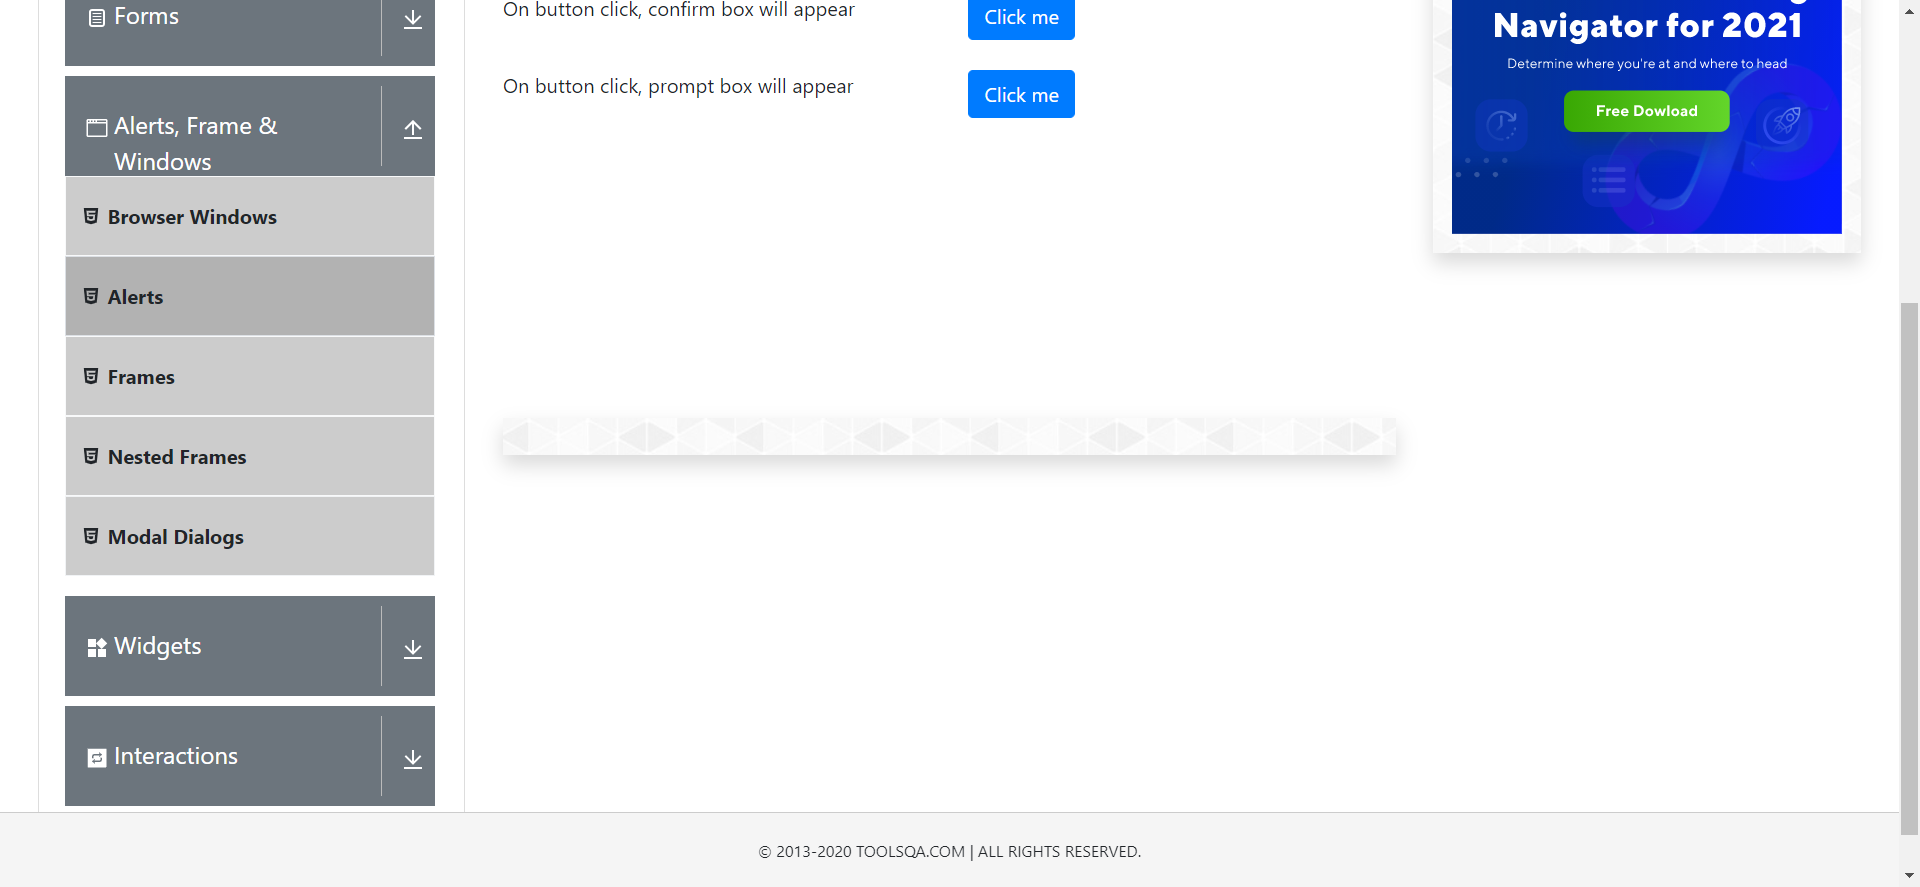 Forms
Alerts, Frame &
Windows
Browser Windows
Alerts
Frames
Nested Frames
Modal Dialogs
Widgets
Interactions
On button click, confirm box will appear
Click me
On button click, prompt box will appear
Click me
Navigator for 2021
Determine where you're at and where to head
Free Dowload
© 2013-2020 TOOLSQA.COM | ALL RIGHTS RESERVED.